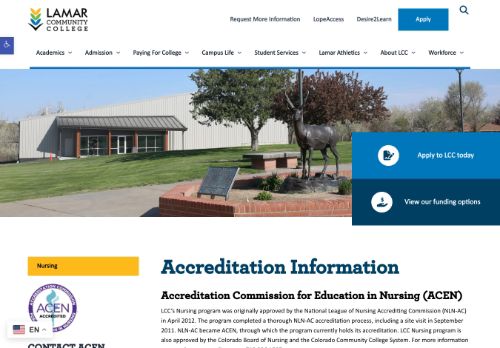 LAMAR
COMMUNITY
COLLEGE
Request More Information LopeAccess Desire2Learn Apply
Academics Admission Paying For College Campus Life Student Services Lamar Athletics About LCC Workforce
Apply to LCC today
View our funding options
Nursing
Accreditation Information
Accreditation Commission for Education in Nursing (ACEN)
LCC's Nursing program was originally approved by the National League of Nursing Accrediting Commission (NLN-AC)
in April 2012. The program completed a thorough NLN-AC accreditation process, including a site visit in September
2011. NLN-AC became ACEN, through which the program currently holds its accreditation. LCC Nursing program is
also approved by the Colorado Board of Nursing and the Colorado Community College System. For more information
ACEN
ACCREDITED
EN
CONTACT ACEN